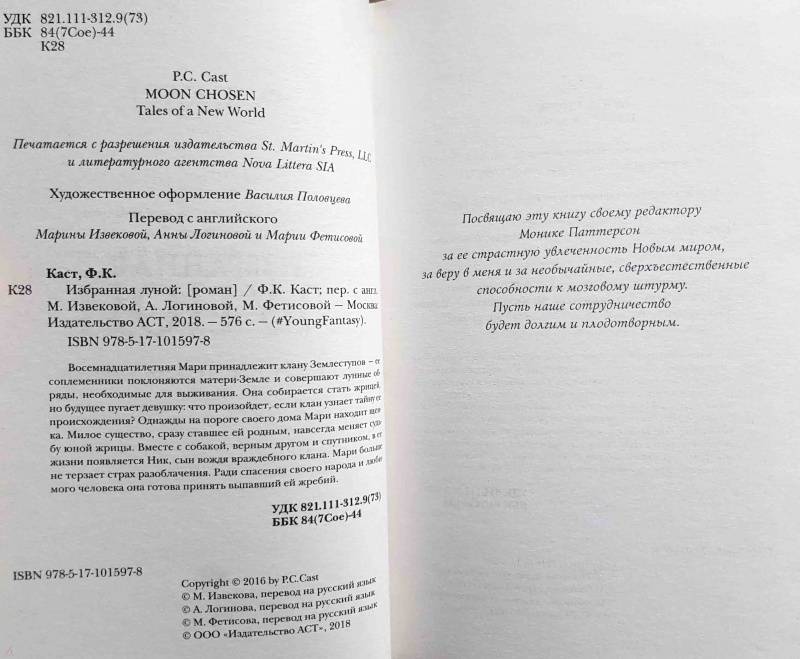 УДК 821.111-312.9(73)
ББК 84(7Сое)-44
К28
P.C. Cast
MOON CHOSEN
Tales of a New World
Печатается с разрешения издательства St. Martin's Press, LLC
и литературного агентства Nova Littera SIA
Художественное оформление Василия Половцева
Перевод с английского
Марины Извековой, Анны Логиновой и Марии Фетисовой
Каст, Ф.К.
К28 Избранная луной: [роман] / Ф.К. Каст; пер. с англ.
М. Извековой, А. Логиновой, М. Фетисовой – Москва
Издательство АСТ, 2018. – 576 с. – (#YoungFantasy).
ISBN 978-5-17-101597-8
Восемнадцатилетняя Мари принадлежит клану Землеступов – ее
соплеменники поклоняются матери-Земле и совершают лунные об-
ряды, необходимые для выживания. Она собирается стать жрицей,
но будущее пугает девушку: что произойдет, если клан узнает тайну ее
происхождения? Однажды на пороге своего дома Мари находит щен-
ка. Милое существо, сразу ставшее ей родным, навсегда меняет судь-
бу юной жрицы. Вместе с собакой, верным другом и спутником, в ее
жизни появляется Ник, сын вождя враждебного клана. Мари больше
не терзает страх разоблачения. Ради спасения своего народа и люби-
мого человека она готова принять выпавший ей жребий.
УДК 821.111-312.9(73)
ББК 84(7Сое)-44
ISBN 978-5-17-101597-8
Copyright © 2016 by P.C.Cast
© М. Извекова, перевод на русский язык
© А. Логинова, перевод на русский язык
© М. Фетисова, перевод на русский язык
© ООО «Издательство АСТ», 2018
Посвящаю эту книгу своему редактору
Монике Паттерсон
за ее страстную увлеченность Новым миром,
за веру в меня и за необычайные, сверхъестественные
способности к мозговому штурму.
Пусть наше сотрудничество
будет долгим и плодотворным.